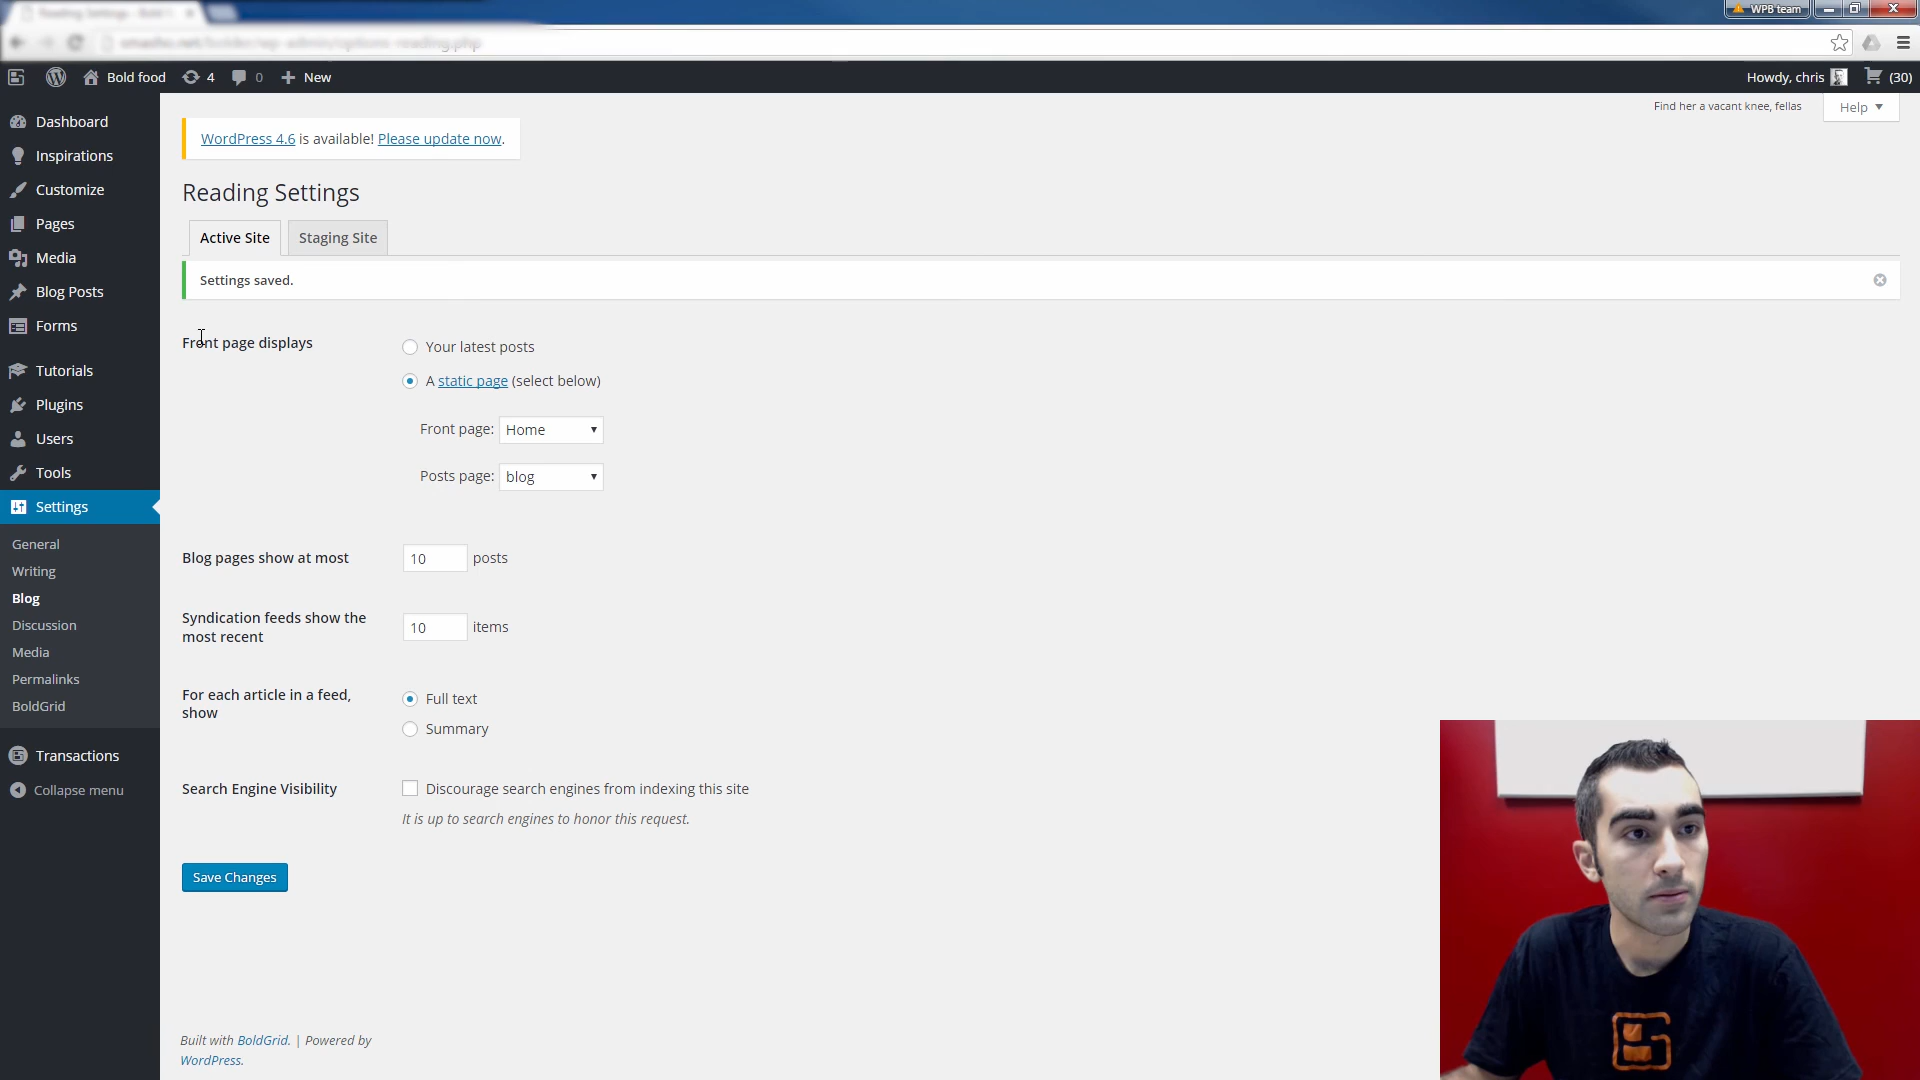 WPB team
Bold food
4
0
New
Howdy, chris
(30)
Find her a vacant knee, fellas
Help
Dashboard
Inspirations
Customize
Pages
Media
Blog Posts
Forms
Tutorials
Plugins
Users
Tools
Settings
General
Writing
Blog
Discussion
Media
Permalinks
BoldGrid
Transactions
Collapse menu
WordPress 4.6 is available! Please update now.
Reading Settings
Active Site
Staging Site
Settings saved.
Front page displays
Your latest posts
A static page (select below)
Front page: Home
Posts page: blog
Blog pages show at most
10 posts
Syndication feeds show the
most recent
10 items
For each article in a feed,
show
Full text
Summary
Search Engine Visibility
Discourage search engines from indexing this site
It is up to search engines to honor this request.
Save Changes
Built with BoldGrid. | Powered by
WordPress.